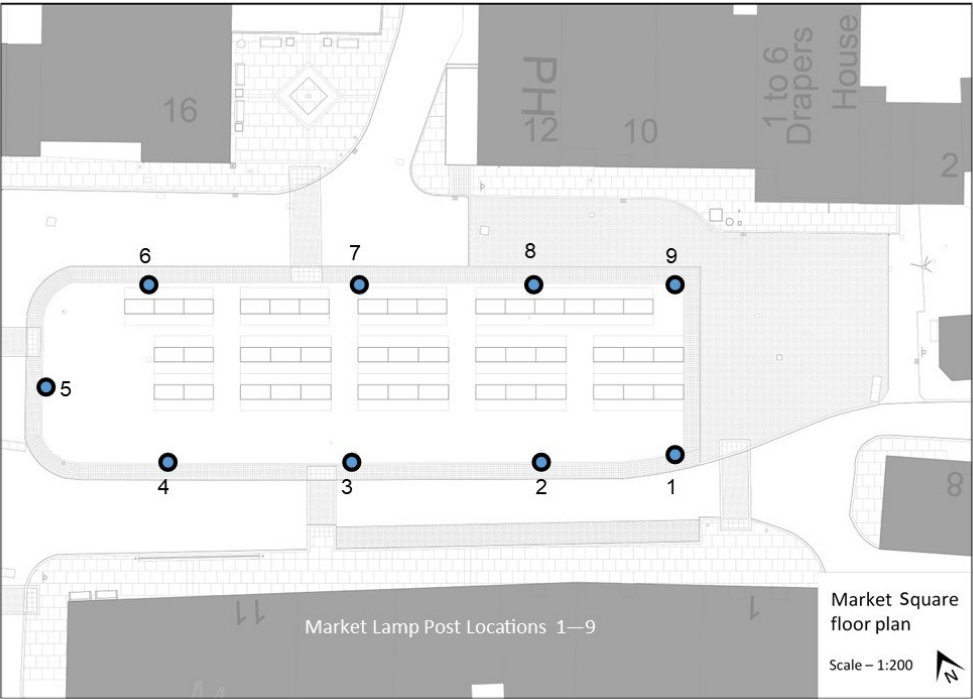 16
PH
12
10
1 to 6
Drapers
House
2
6
7
8
9
5
4
3
2
1
8
11
1
Market Lamp Post Locations 1—9
Market Square
floor plan
Scale – 1:200
N